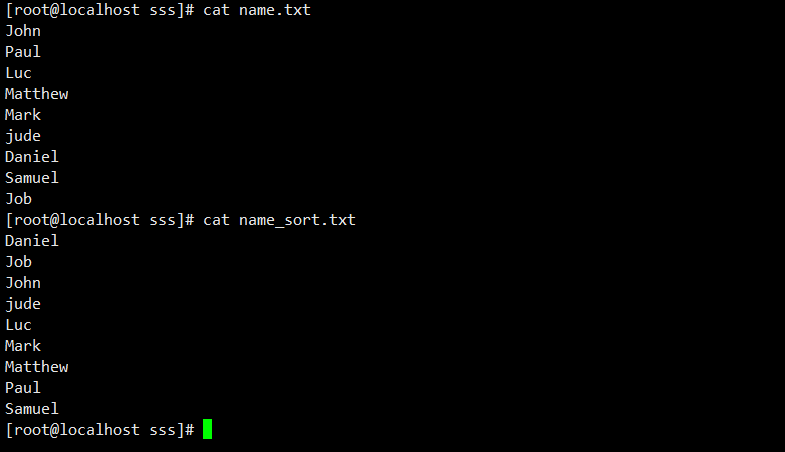 [root@localhost sss]# cat name.txt
John
Paul
Luc
Matthew
Mark
jude
Daniel
Samuel
Job
[root@localhost sss]# cat name_sort.txt
Daniel
Job
John
jude
Luc
Mark
Matthew
Paul
Samuel
[root@localhost sss]#